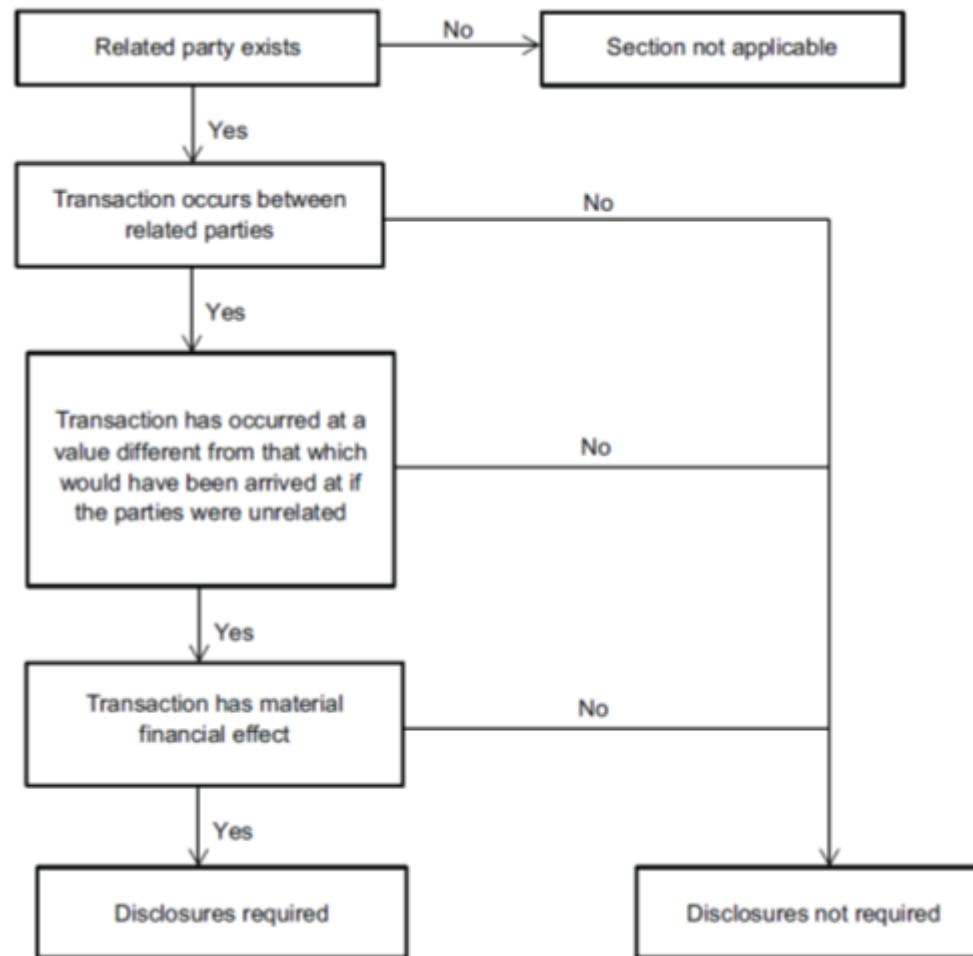 Related party exists
No
Section not applicable
Yes
Transaction occurs between
related parties
No
Yes
Transaction has occurred at a
value different from that which
would have been arrived at if
the parties were unrelated
No
Yes
Transaction has material
financial effect
No
Yes
Disclosures required
Disclosures not required